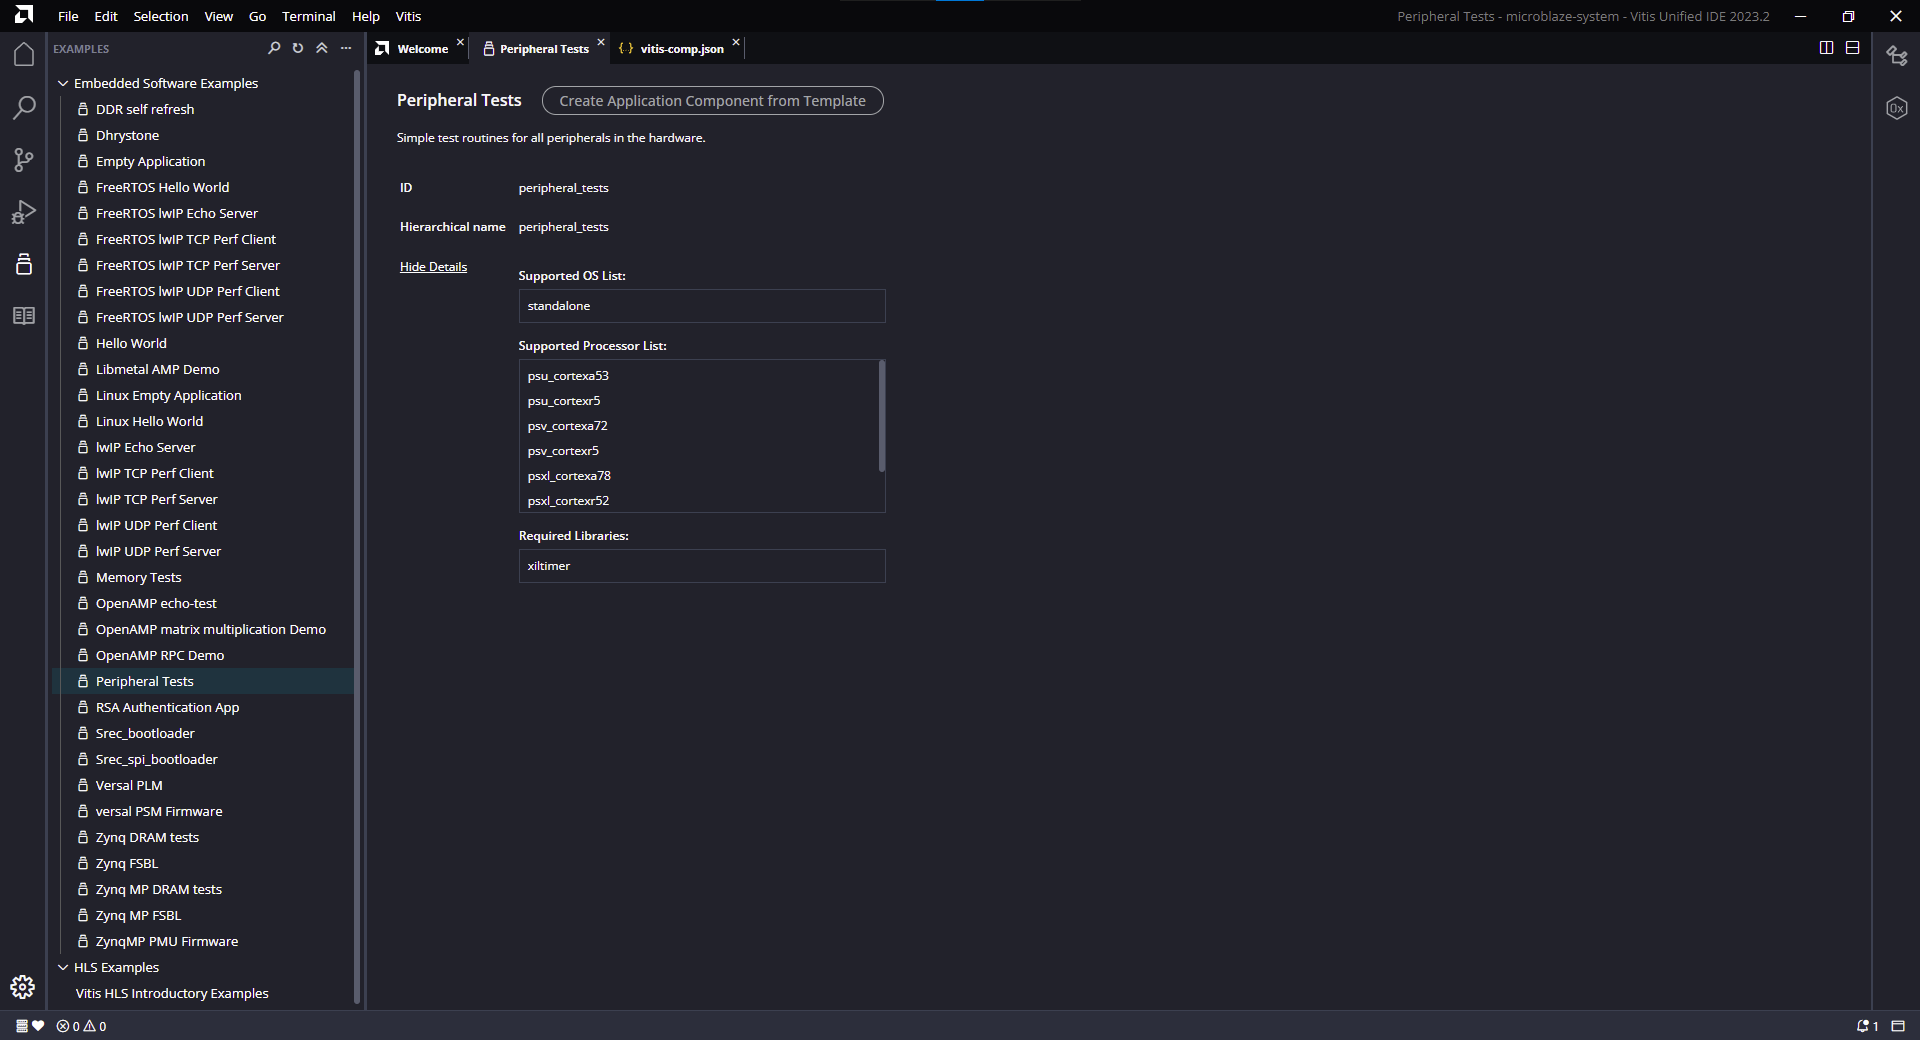 File Edit Selection View Go Terminal Help Vitis
Peripheral Tests - microblaze-system - Vitis Unified IDE 2023.2
EXAMPLES
Embedded Software Examples
DDR self refresh
Dhrystone
Empty Application
FreeRTOS Hello World
FreeRTOS lwIP Echo Server
FreeRTOS lwIP TCP Perf Client
FreeRTOS lwIP TCP Perf Server
FreeRTOS lwIP UDP Perf Client
FreeRTOS lwIP UDP Perf Server
Hello World
Libmetal AMP Demo
Linux Empty Application
Linux Hello World
lwIP Echo Server
lwIP TCP Perf Client
lwIP TCP Perf Server
lwIP UDP Perf Client
lwIP UDP Perf Server
Memory Tests
OpenAMP echo-test
OpenAMP matrix multiplication Demo
OpenAMP RPC Demo
Peripheral Tests
RSA Authentication App
Srec_bootloader
Srec_spi_bootloader
Versal PLM
versal PSM Firmware
Zynq DRAM tests
Zynq FSBL
Zynq MP DRAM tests
Zynq MP FSBL
ZynqMP PMU Firmware
HLS Examples
Vitis HLS Introductory Examples
Welcome
Peripheral Tests
{..} vitis-comp.json
Peripheral Tests
Create Application Component from Template
Simple test routines for all peripherals in the hardware.
ID peripheral_tests
Hierarchical name peripheral_tests
Hide Details
Supported OS List:
standalone
Supported Processor List:
psu_cortexa53
psu_cortexr5
psv_cortexa72
psv_cortexr5
psxl_cortexa78
psxl_cortexr52
Required Libraries:
xiltimer
0x
0 0
1